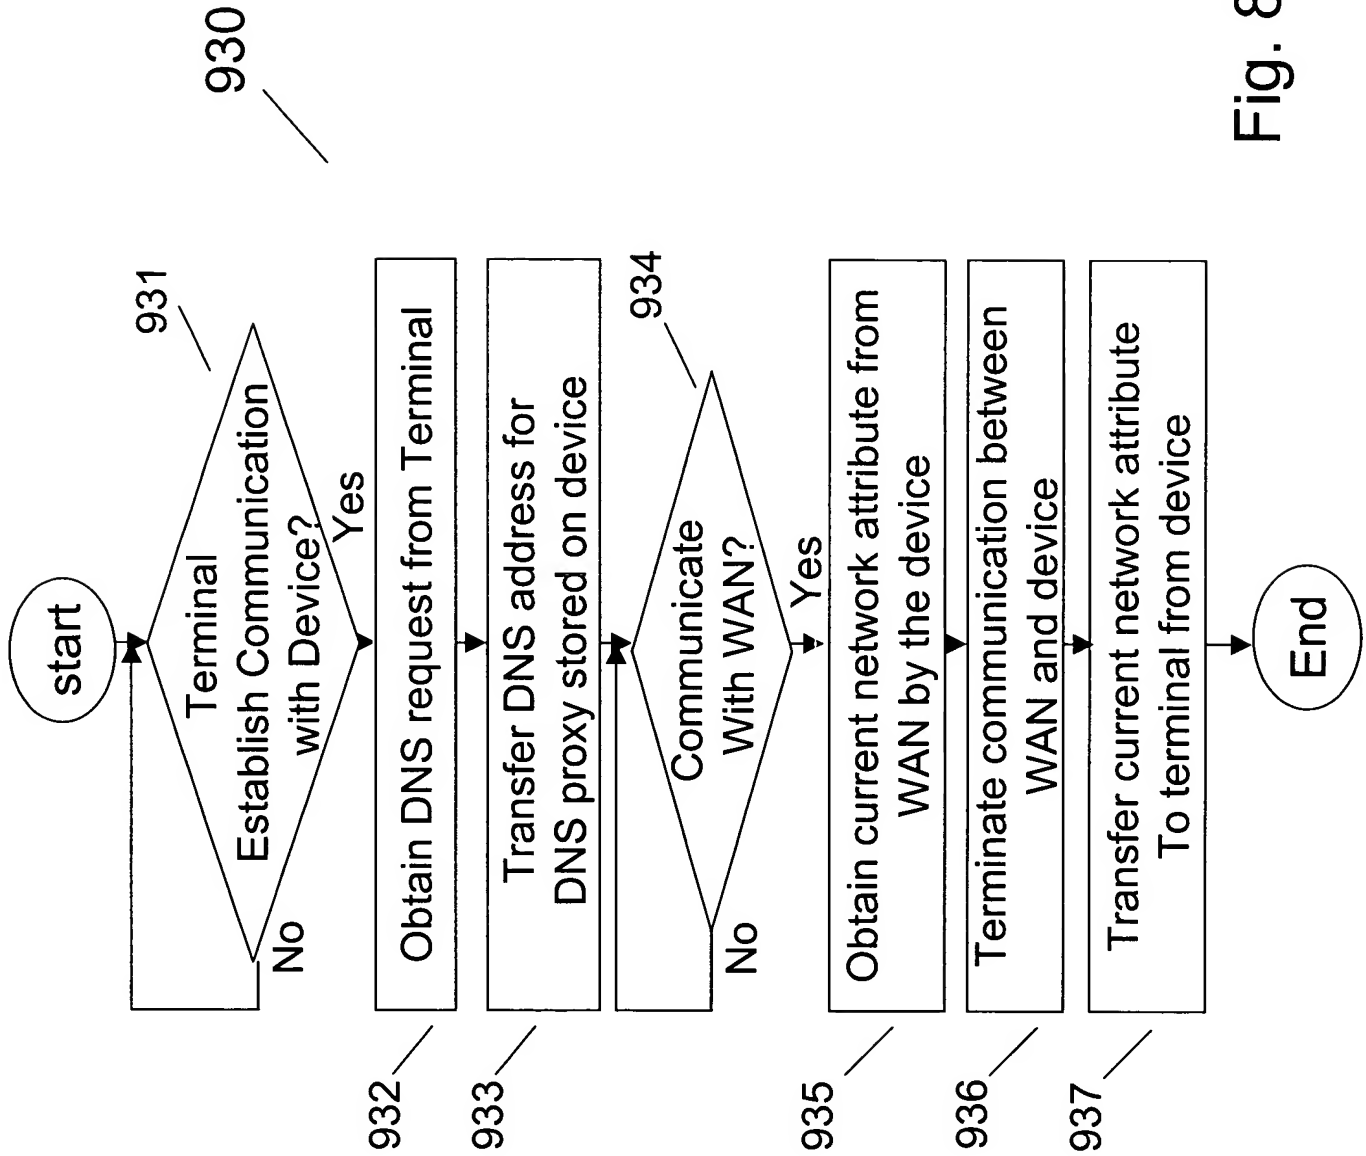 930
start
931
Terminal
Establish Communication
with Device?
No
Yes
932
Obtain DNS request from Terminal
933
Transfer DNS address for
DNS proxy stored on device
934
Communicate
With WAN?
No
Yes
935
Obtain current network attribute from
WAN by the device
936
Terminate communication between
WAN and device
937
Transfer current network attribute
To terminal from device
End
Fig. 8